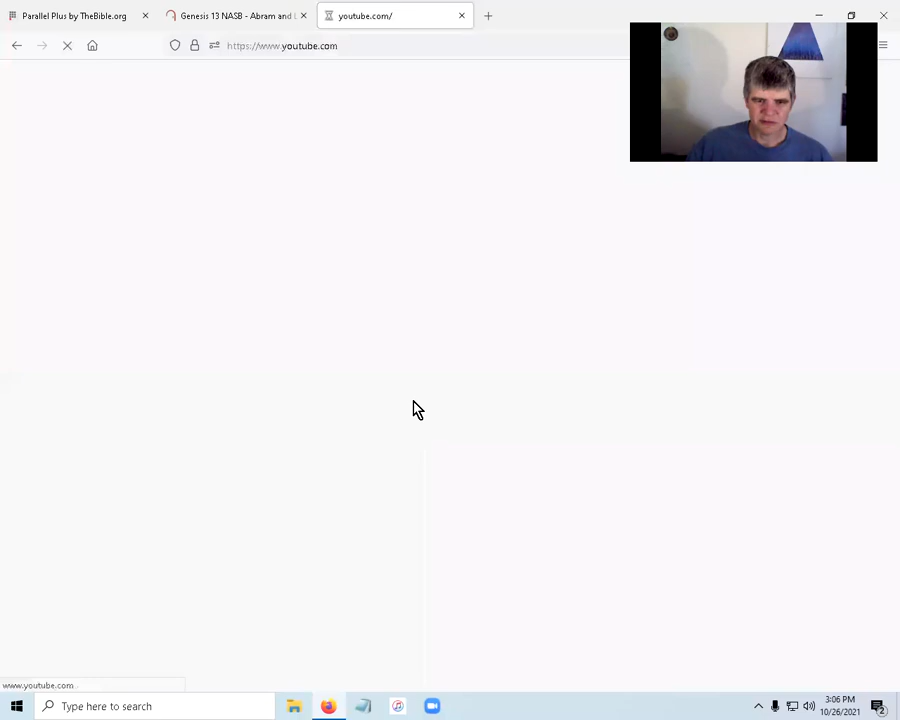 Parallel Plus by TheBible.org
Genesis 13 NASB - Abram and L
youtube.com/
https://www.youtube.com
www.youtube.com
Type here to search
3:06 PM
10/26/2021
2